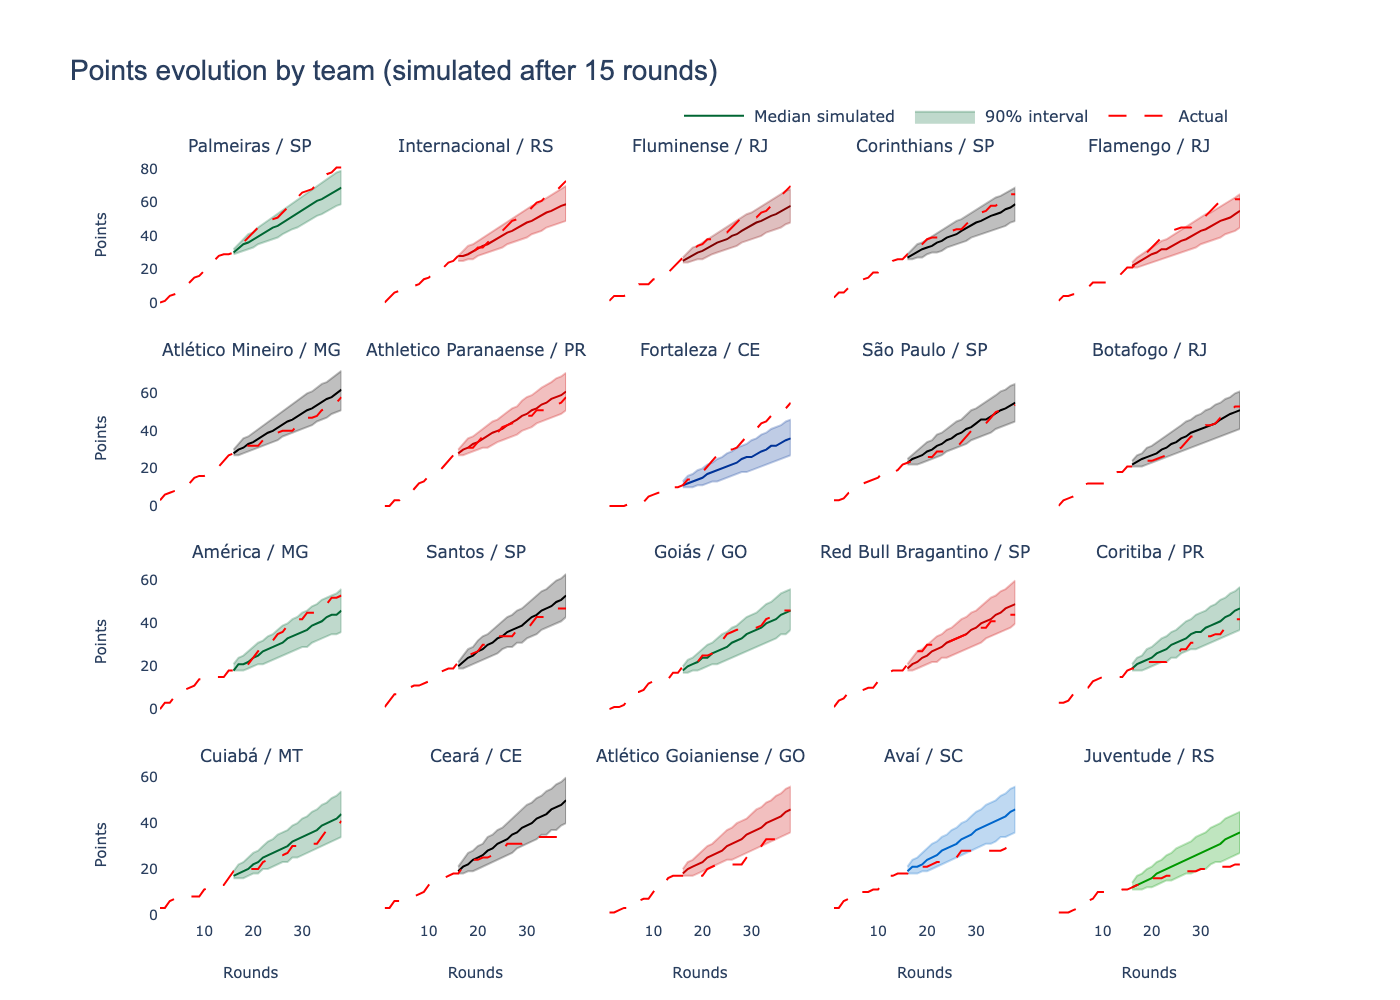 Points evolution by team (simulated after 15 rounds)
Median simulated 90% interval Actual
Palmeiras / SP Internacional / RS Fluminense / RJ Corinthians / SP Flamengo / RJ
80
60
40
20
0
Points
Atlético Mineiro / MG Athletico Paranaense / PR Fortaleza / CE São Paulo / SP Botafogo / RJ
60
40
20
0
Points
América / MG Santos / SP Goiás / GO Red Bull Bragantino / SP Coritiba / PR
60
40
20
0
Points
Cuiabá / MT Ceará / CE Atlético Goianiense / GO Avaí / SC Juventude / RS
60
40
20
0
Points
10 20 30 10 20 30 10 20 30 10 20 30 10 20 30
Rounds Rounds Rounds Rounds Rounds